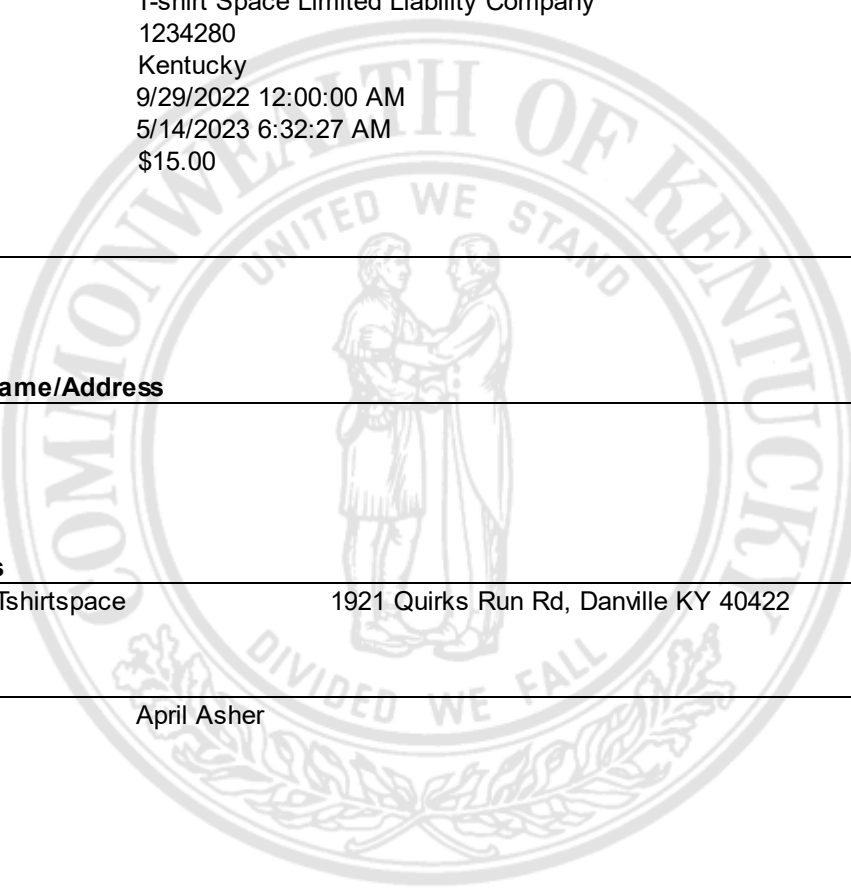 T-shirt Space Limited Liability Company
1234280
Kentucky
9/29/2022 12:00:00 AM
5/14/2023 6:32:27 AM
$15.00
COMMONWEALTH OF KENTUCKY
UNITED WE STAND
ame/Address
s
Tshirtspace 1921 Quirks Run Rd, Danville KY 40422
DIVIDED WE FALL
April Asher